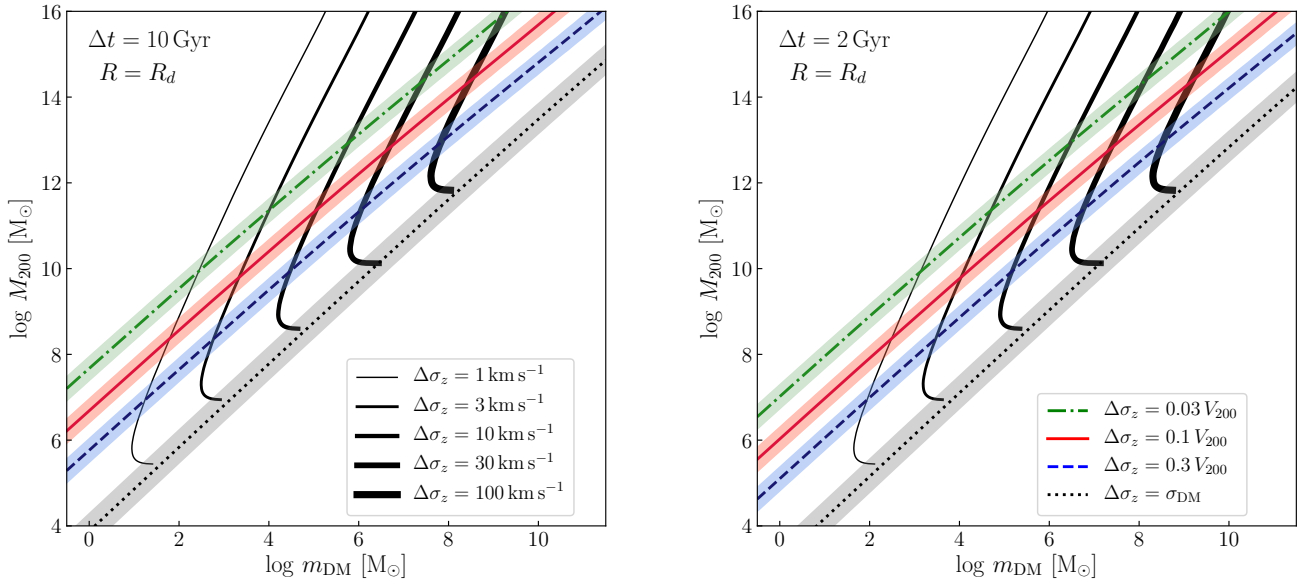 Δt = 10 Gyr
R = R_d
log M_200 [M_⊙]
16
14
12
10
8
6
4
Δσ_z = 1 km s⁻¹
Δσ_z = 3 km s⁻¹
Δσ_z = 10 km s⁻¹
Δσ_z = 30 km s⁻¹
Δσ_z = 100 km s⁻¹
0 2 4 6 8 10
log m_DM [M_⊙]
Δt = 2 Gyr
R = R_d
log M_200 [M_⊙]
16
14
12
10
8
6
4
Δσ_z = 0.03 V_200
Δσ_z = 0.1 V_200
Δσ_z = 0.3 V_200
Δσ_z = σ_DM
0 2 4 6 8 10
log m_DM [M_⊙]